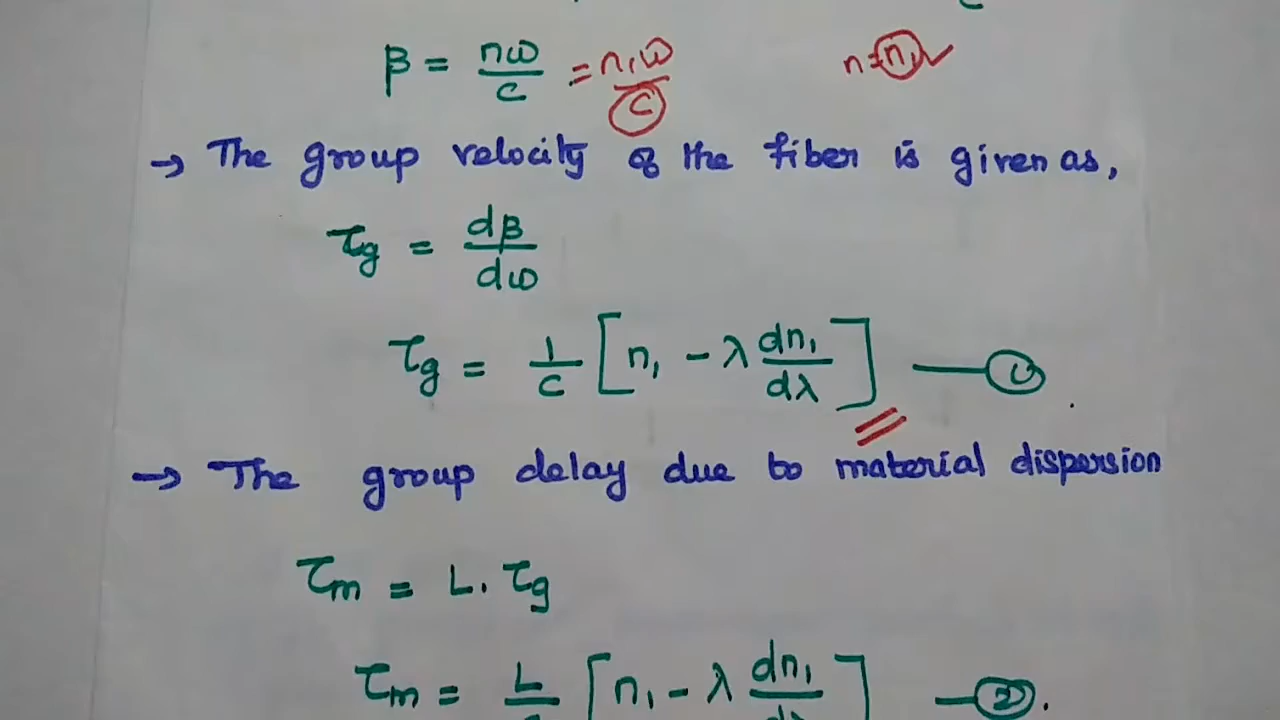 β = nω/c = n₁ω/c n = n₁ ✓
→ The group velocity of the fiber is given as,
τg = dβ/dω
τg = 1/c [n₁ - λ dn₁/dλ] — ①
→ The group delay due to material dispersion
τm = L. τg
τm = L/c [n₁ - λ dn₁/dλ] — ②.